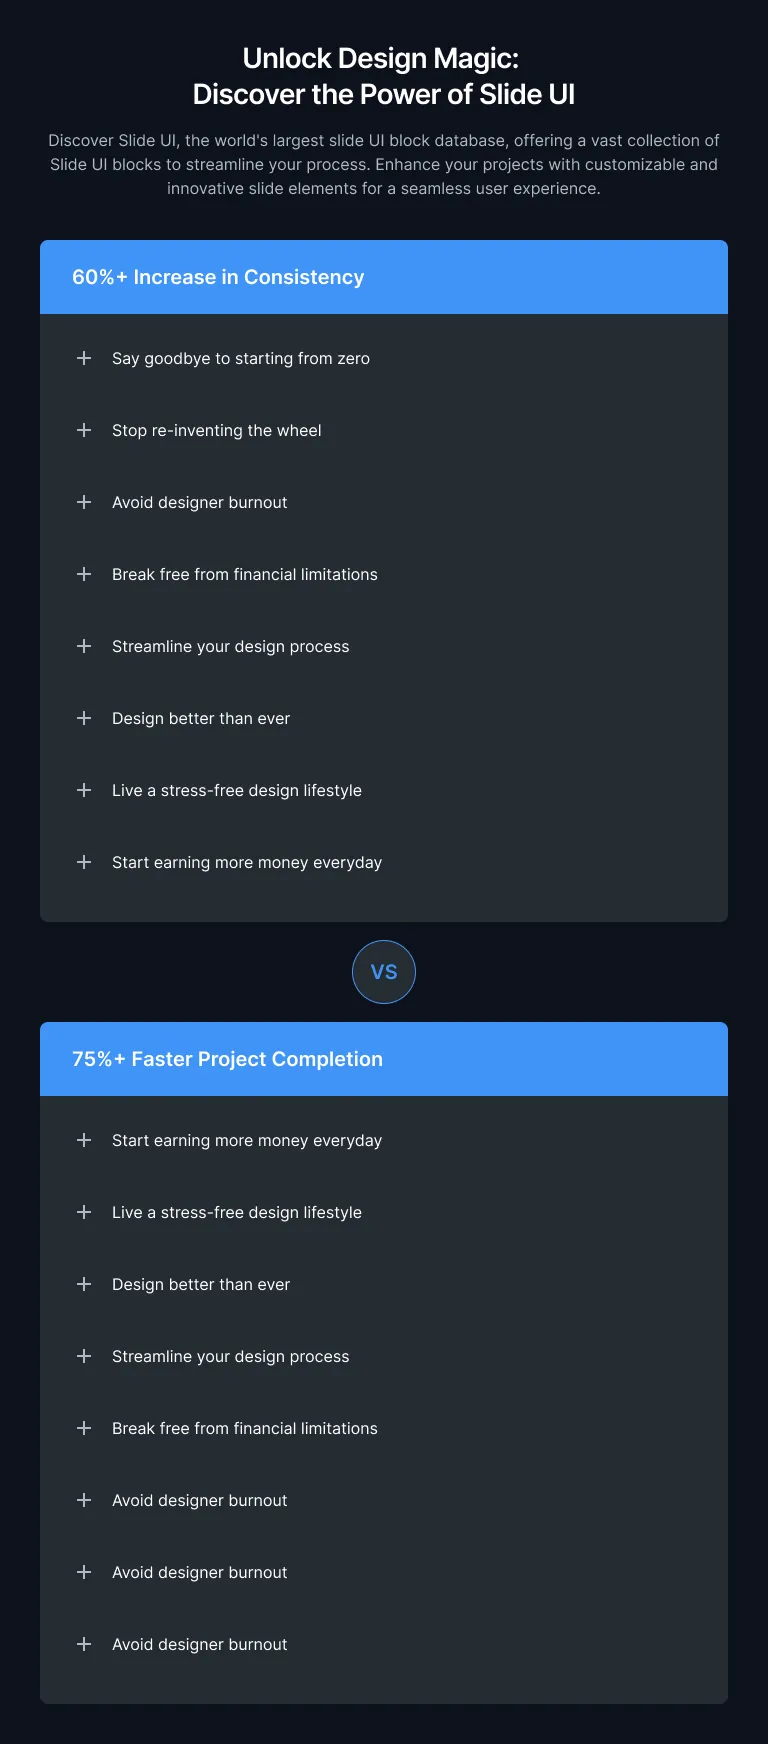 Unlock Design Magic:
Discover the Power of Slide UI
Discover Slide UI, the world's largest slide UI block database, offering a vast collection of
Slide UI blocks to streamline your process. Enhance your projects with customizable and
innovative slide elements for a seamless user experience.
60%+ Increase in Consistency
Say goodbye to starting from zero
Stop re-inventing the wheel
Avoid designer burnout
Break free from financial limitations
Streamline your design process
Design better than ever
Live a stress-free design lifestyle
Start earning more money everyday
VS
75%+ Faster Project Completion
Start earning more money everyday
Live a stress-free design lifestyle
Design better than ever
Streamline your design process
Break free from financial limitations
Avoid designer burnout
Avoid designer burnout
Avoid designer burnout